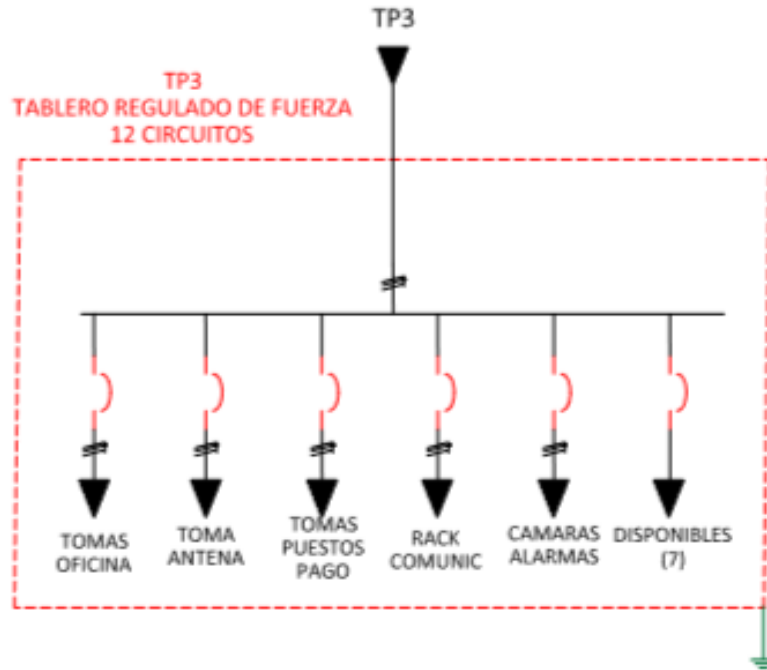 TP3
TP3
TABLERO REGULADO DE FUERZA
12 CIRCUITOS
TOMAS
OFICINA
TOMA
ANTENA
TOMAS
PUESTOS
PAGO
RACK
COMUNIC
CAMARAS
ALARMAS
DISPONIBLES
(7)